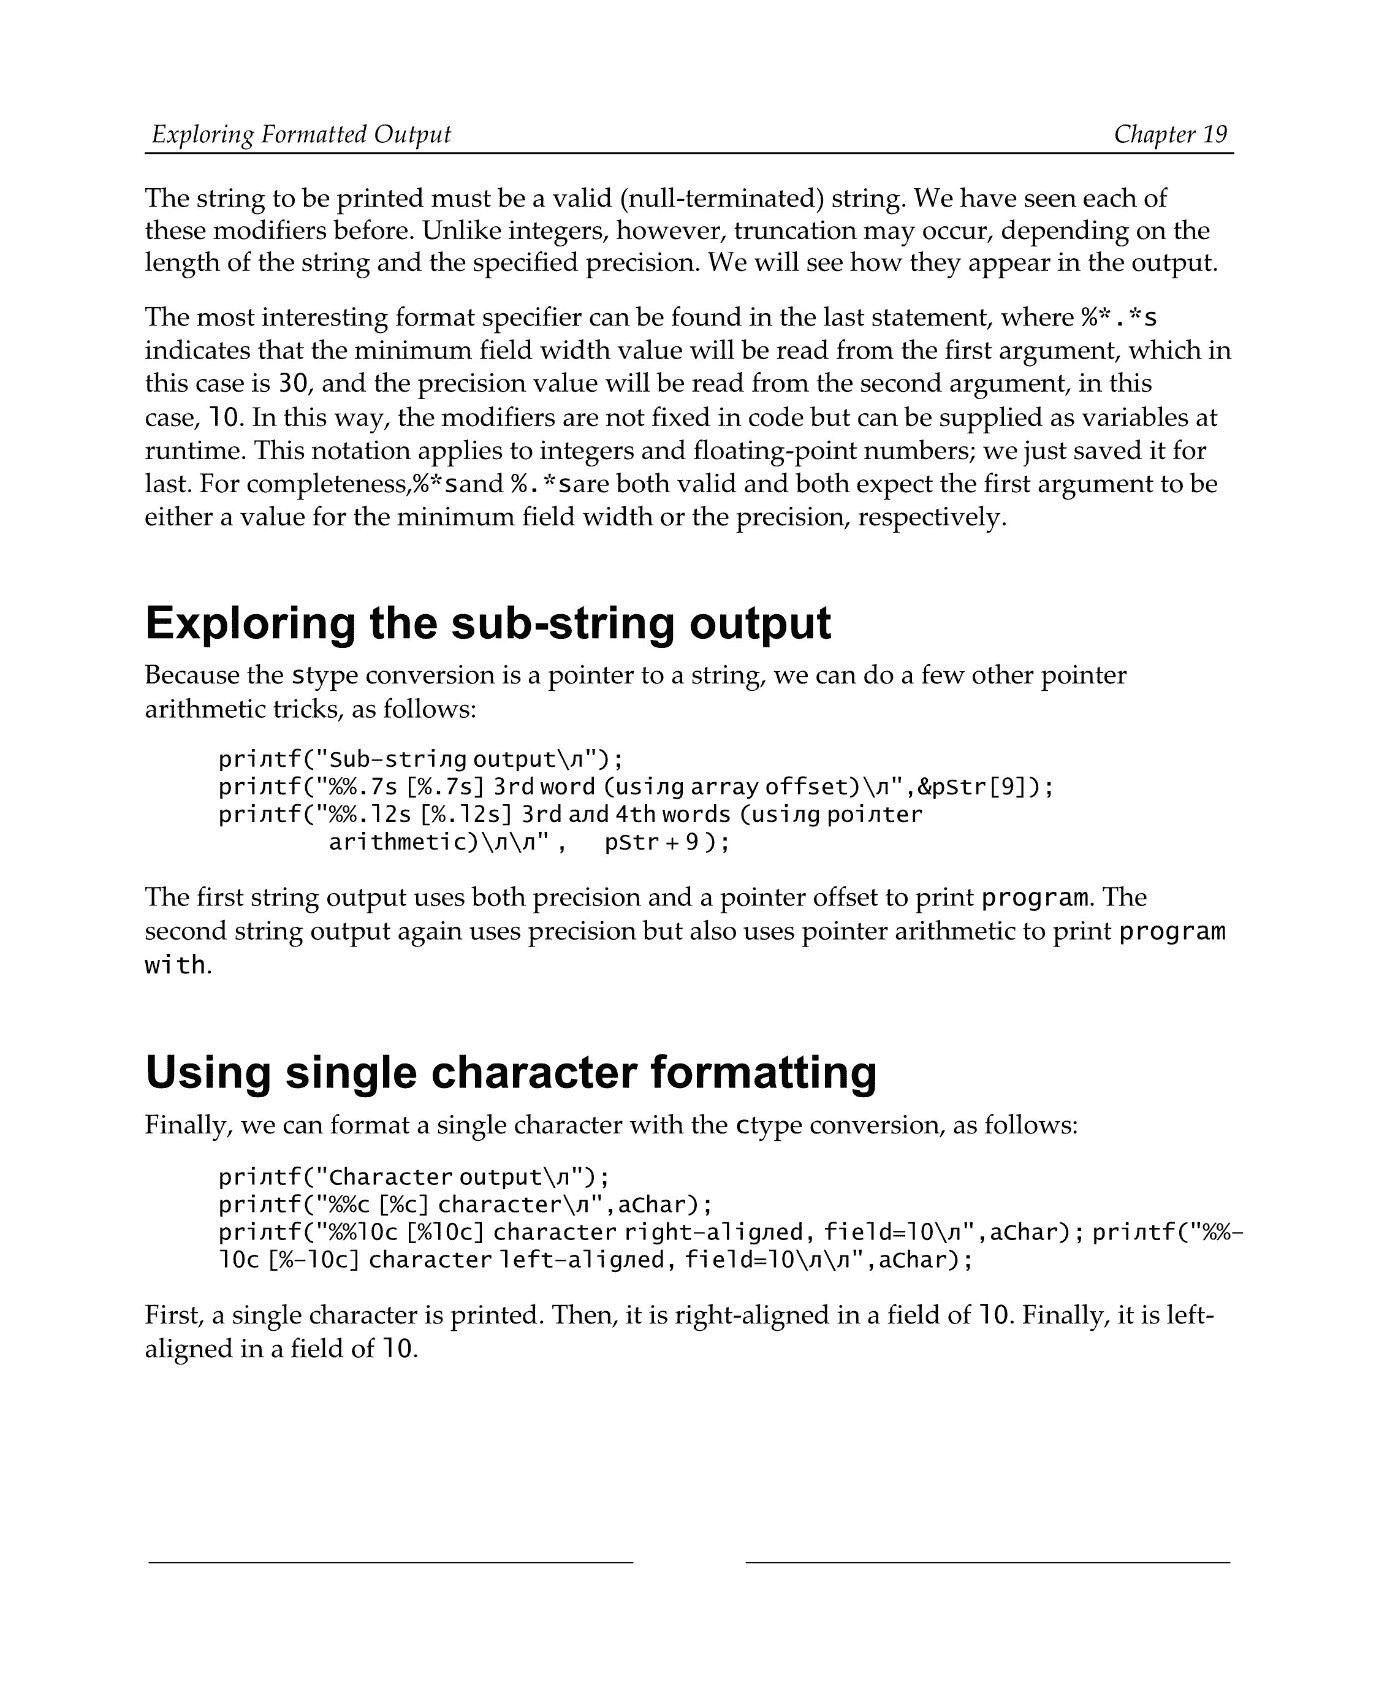 Exploring Formatted Output Chapter 19
The string to be printed must be a valid (null-terminated) string. We have seen each of
these modifiers before. Unlike integers, however, truncation may occur, depending on the
length of the string and the specified precision. We will see how they appear in the output.
The most interesting format specifier can be found in the last statement, where %*.*s
indicates that the minimum field width value will be read from the first argument, which in
this case is 30, and the precision value will be read from the second argument, in this
case, 10. In this way, the modifiers are not fixed in code but can be supplied as variables at
runtime. This notation applies to integers and floating-point numbers; we just saved it for
last. For completeness,%*sand %.*sare both valid and both expect the first argument to be
either a value for the minimum field width or the precision, respectively.
Exploring the sub-string output
Because the stype conversion is a pointer to a string, we can do a few other pointer
arithmetic tricks, as follows:
printf("Sub-string output\n");
printf("%%.7s [%.7s] 3rd word (using array offset)\n",&pStr[9]);
printf("%%.12s [%.12s] 3rd and 4th words (using pointer
arithmetic)\n\n" , pStr + 9 );
The first string output uses both precision and a pointer offset to print program. The
second string output again uses precision but also uses pointer arithmetic to print program
with.
Using single character formatting
Finally, we can format a single character with the ctype conversion, as follows:
printf("Character output\n");
printf("%%c [%c] character\n",aChar);
printf("%%10c [%10c] character right-aligned, field=10\n",aChar); printf("%%-
10c [%-10c] character left-aligned, field=10\n\n",aChar);
First, a single character is printed. Then, it is right-aligned in a field of 10. Finally, it is left-
aligned in a field of 10.